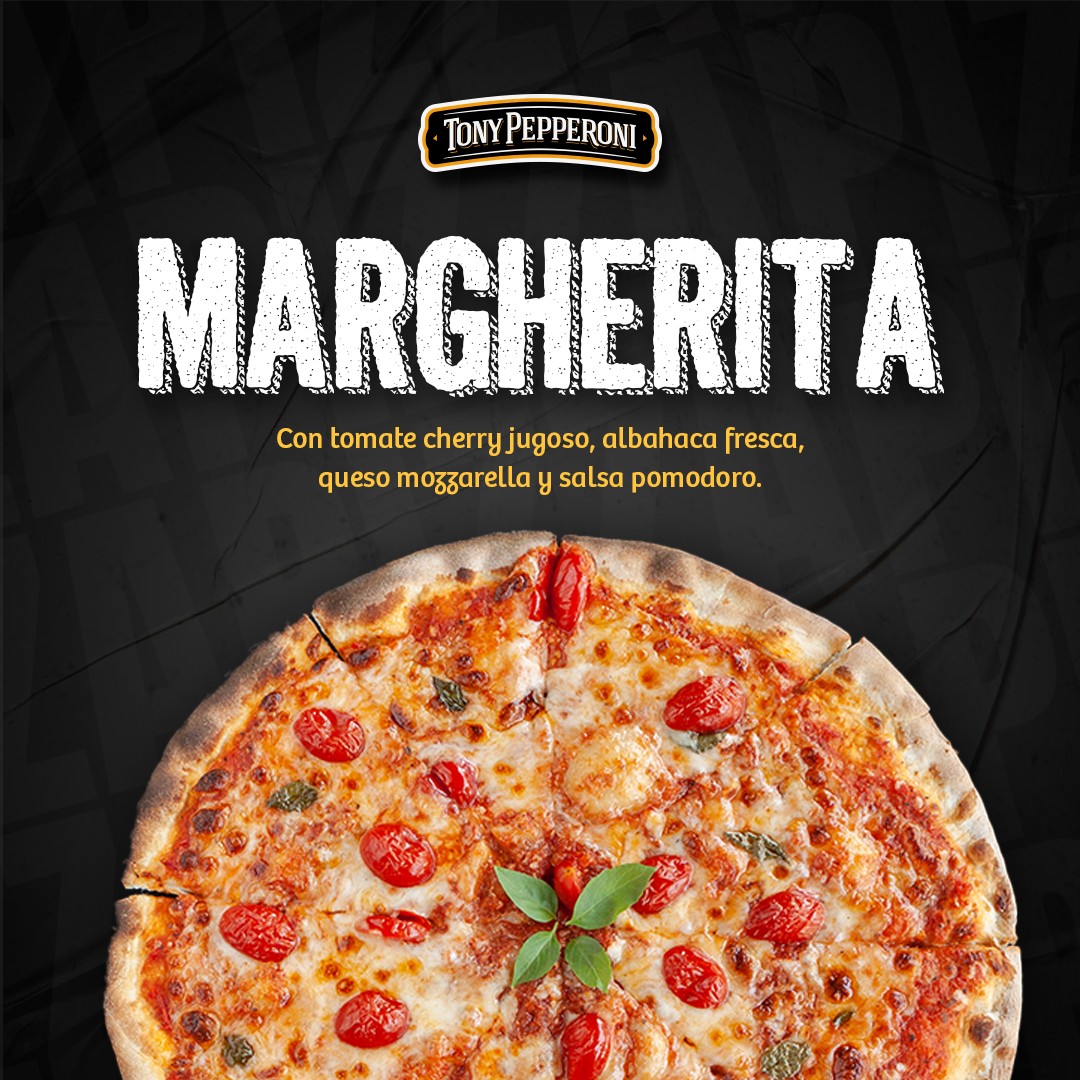 TONY PEPPERONI
MARGHERITA
Con tomate cherry jugoso, albahaca fresca,
queso mozzarella y salsa pomodoro.